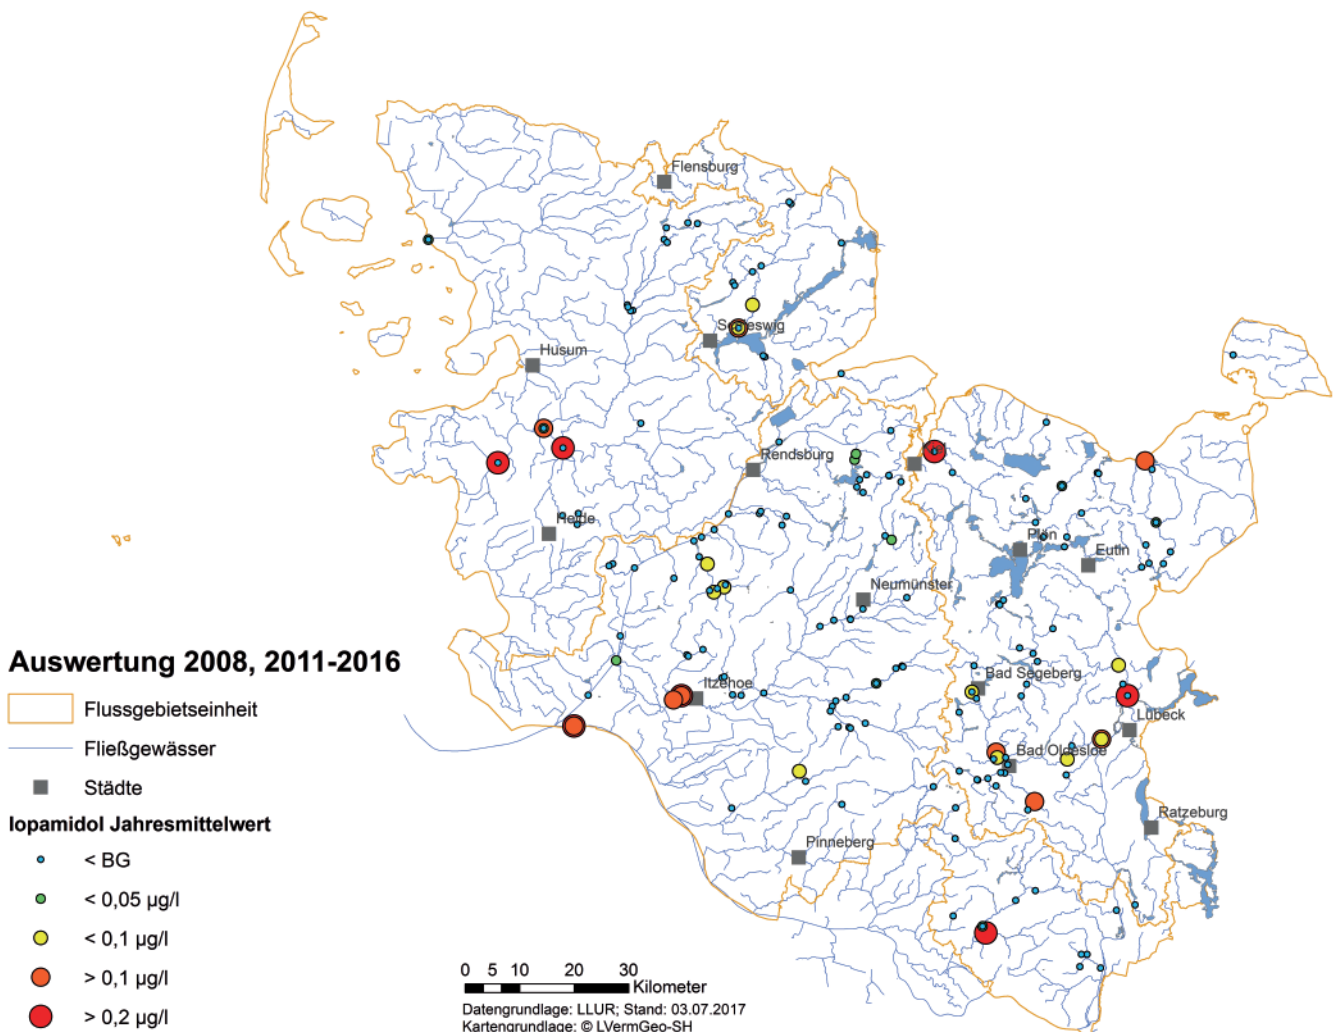 Flensburg
Schleswig
Husum
Rendsburg
Heide
Plön
Eutin
Neumünster
Itzehoe
Bad Segeberg
Lübeck
Bad Oldesloe
Ratzeburg
Pinneberg
Auswertung 2008, 2011-2016
Flussgebietseinheit
Fließgewässer
Städte
Iopamidol Jahresmittelwert
< BG
< 0,05 µg/l
< 0,1 µg/l
> 0,1 µg/l
> 0,2 µg/l
0 5 10 20 30
Kilometer
Datengrundlage: LLUR; Stand: 03.07.2017
Kartengrundlage: © LVermGeo-SH